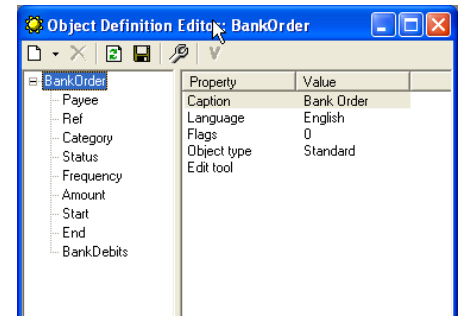 Object Definition Editor: BankOrder
BankOrder
Payee
Ref
Category
Status
Frequency
Amount
Start
End
BankDebits
Property Value
Caption Bank Order
Language English
Flags 0
Object type Standard
Edit tool